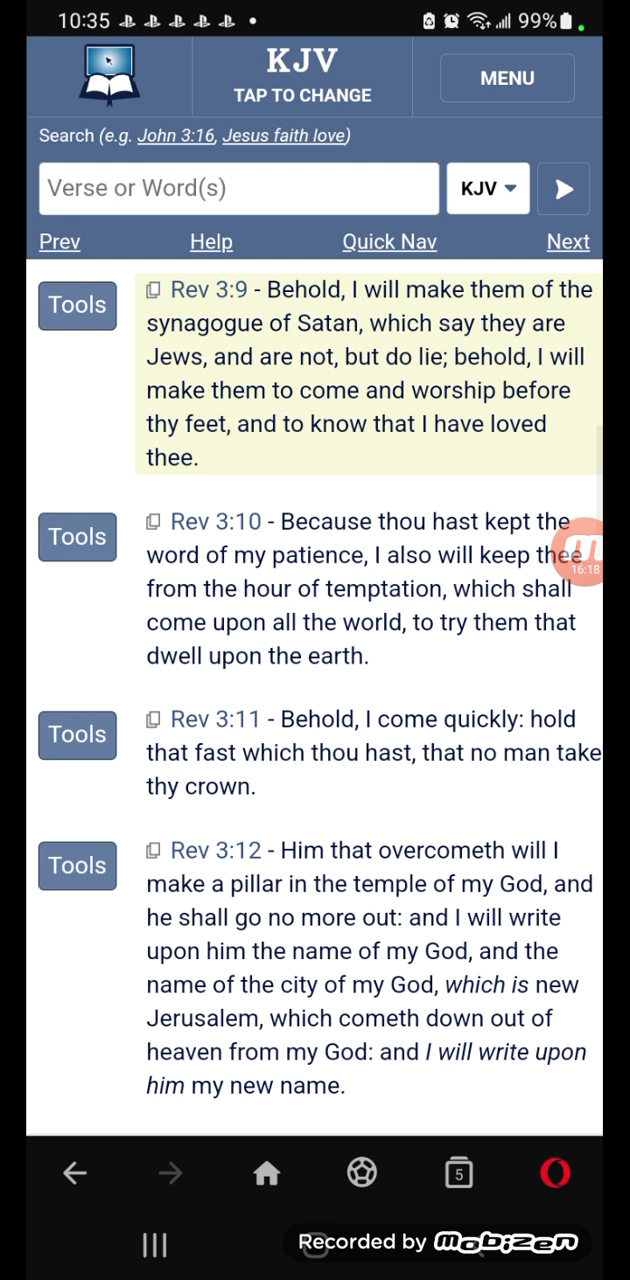 10:35
99%
KJV
TAP TO CHANGE
MENU
Search (e.g. John 3:16, Jesus faith love)
Verse or Word(s)
KJV
Prev
Help
Quick Nav
Next
Tools
Rev 3:9 - Behold, I will make them of the
synagogue of Satan, which say they are
Jews, and are not, but do lie; behold, I will
make them to come and worship before
thy feet, and to know that I have loved
thee.
Tools
Rev 3:10 - Because thou hast kept the
word of my patience, I also will keep thee
from the hour of temptation, which shall
come upon all the world, to try them that
dwell upon the earth.
16:18
Tools
Rev 3:11 - Behold, I come quickly: hold
that fast which thou hast, that no man take
thy crown.
Tools
Rev 3:12 - Him that overcometh will I
make a pillar in the temple of my God, and
he shall go no more out: and I will write
upon him the name of my God, and the
name of the city of my God, which is new
Jerusalem, which cometh down out of
heaven from my God: and I will write upon
him my new name.
5
Recorded by mobizen